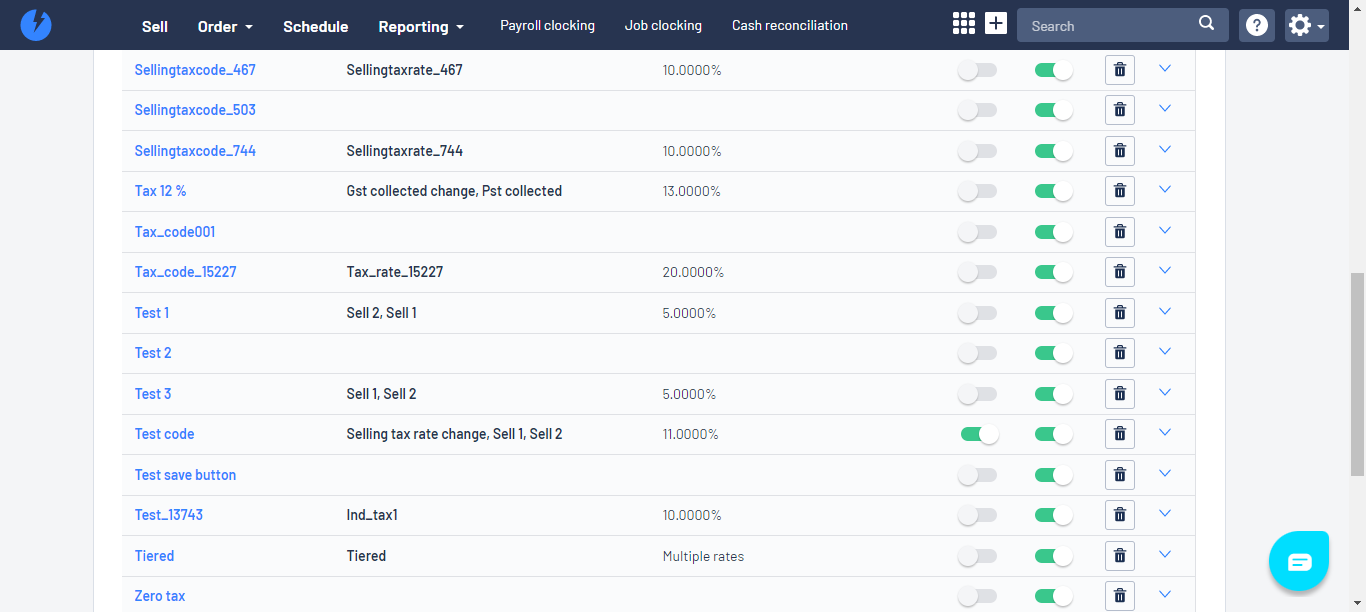 Sell Order Schedule Reporting Payroll clocking Job clocking Cash reconciliation Search
Sellingtaxcode_467 Sellingtaxrate_467 10.0000%
Sellingtaxcode_503
Sellingtaxcode_744 Sellingtaxrate_744 10.0000%
Tax 12 % Gst collected change, Pst collected 13.0000%
Tax_code001
Tax_code_15227 Tax_rate_15227 20.0000%
Test 1 Sell 2, Sell 1 5.0000%
Test 2
Test 3 Sell 1, Sell 2 5.0000%
Test code Selling tax rate change, Sell 1, Sell 2 11.0000%
Test save button
Test_13743 Ind_tax1 10.0000%
Tiered Tiered Multiple rates
Zero tax